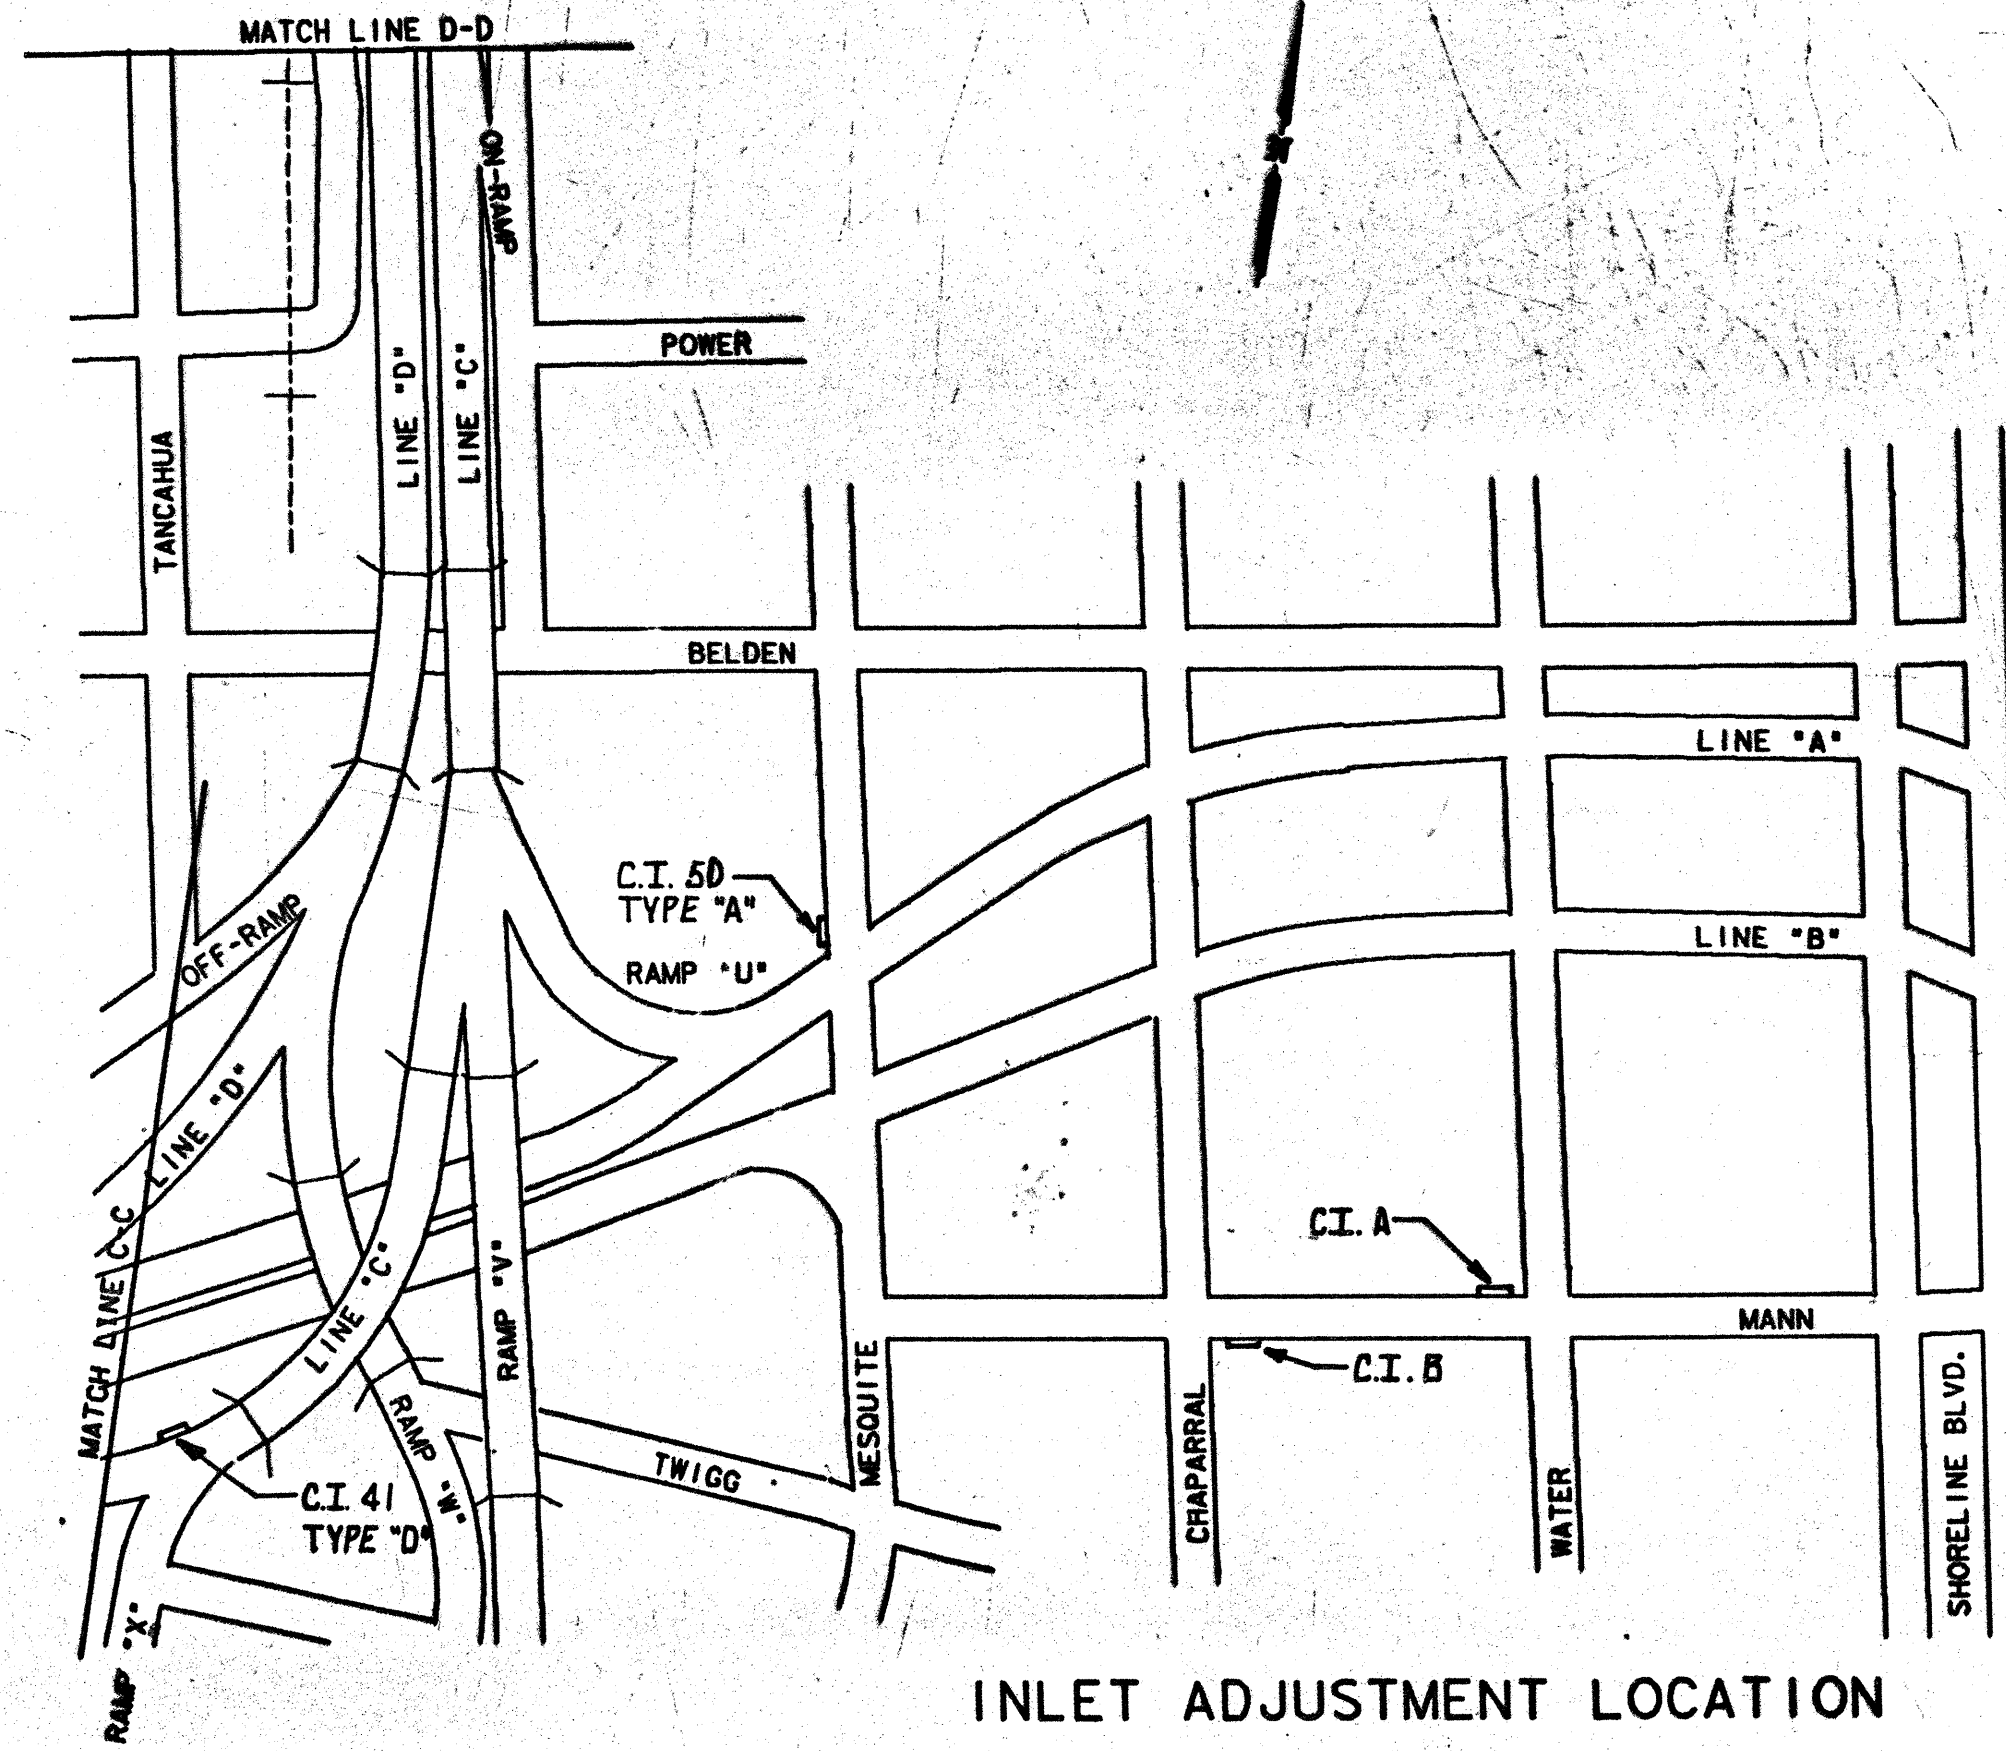 MATCH LINE D-D
ON-RAMP
POWER
LINE "D"
LINE "C"
TANCAHUA
BELDEN
LINE "A"
C.I. 5D
TYPE "A"
OFF-RAMP
LINE "B"
RAMP "U"
LINE "D"
C.I. A
MATCH LINE C-C
LINE "C"
RAMP "V"
MANN
C.I. B
MESQUITE
CHAPARRAL
SHORELINE BLVD.
RAMP "W"
TWIGG
WATER
C.I. 41
TYPE "D"
RAMP "X"
INLET ADJUSTMENT LOCATION